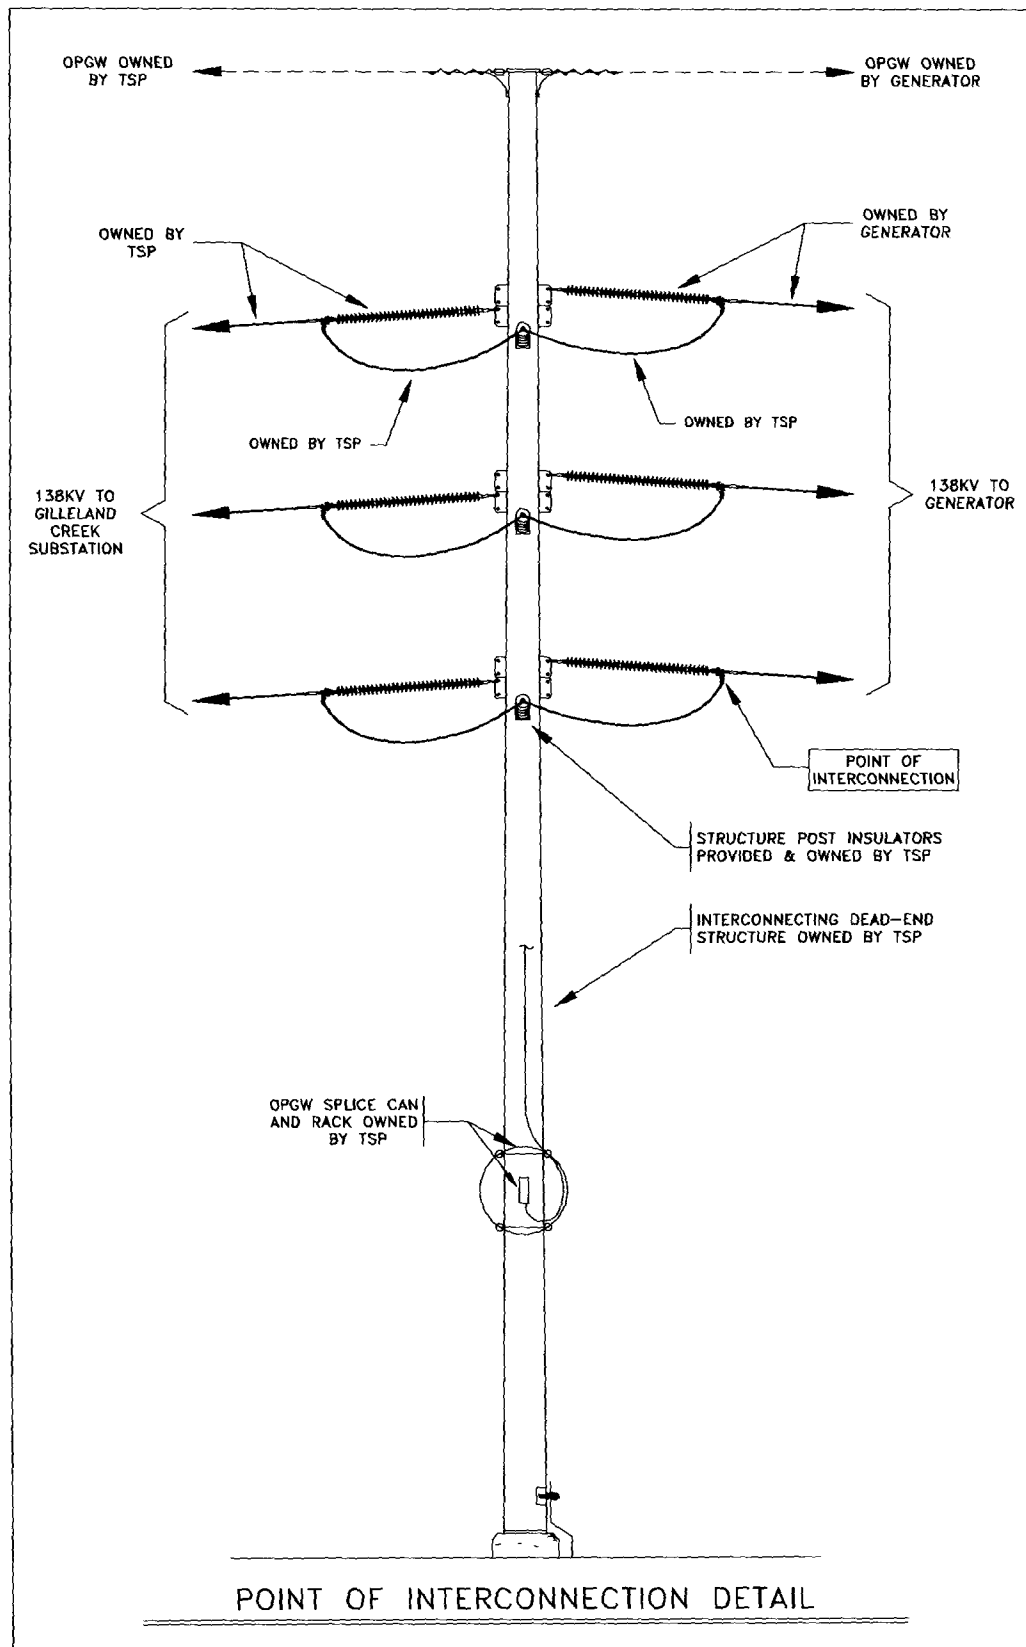 OPGW OWNED
BY TSP
OPGW OWNED
BY GENERATOR
OWNED BY
TSP
OWNED BY
GENERATOR
OWNED BY TSP
OWNED BY TSP
138KV TO
GILLELAND
CREEK
SUBSTATION
138KV TO
GENERATOR
POINT OF
INTERCONNECTION
STRUCTURE POST INSULATORS
PROVIDED & OWNED BY TSP
INTERCONNECTING DEAD-END
STRUCTURE OWNED BY TSP
OPGW SPLICE CAN
AND RACK OWNED
BY TSP
POINT OF INTERCONNECTION DETAIL